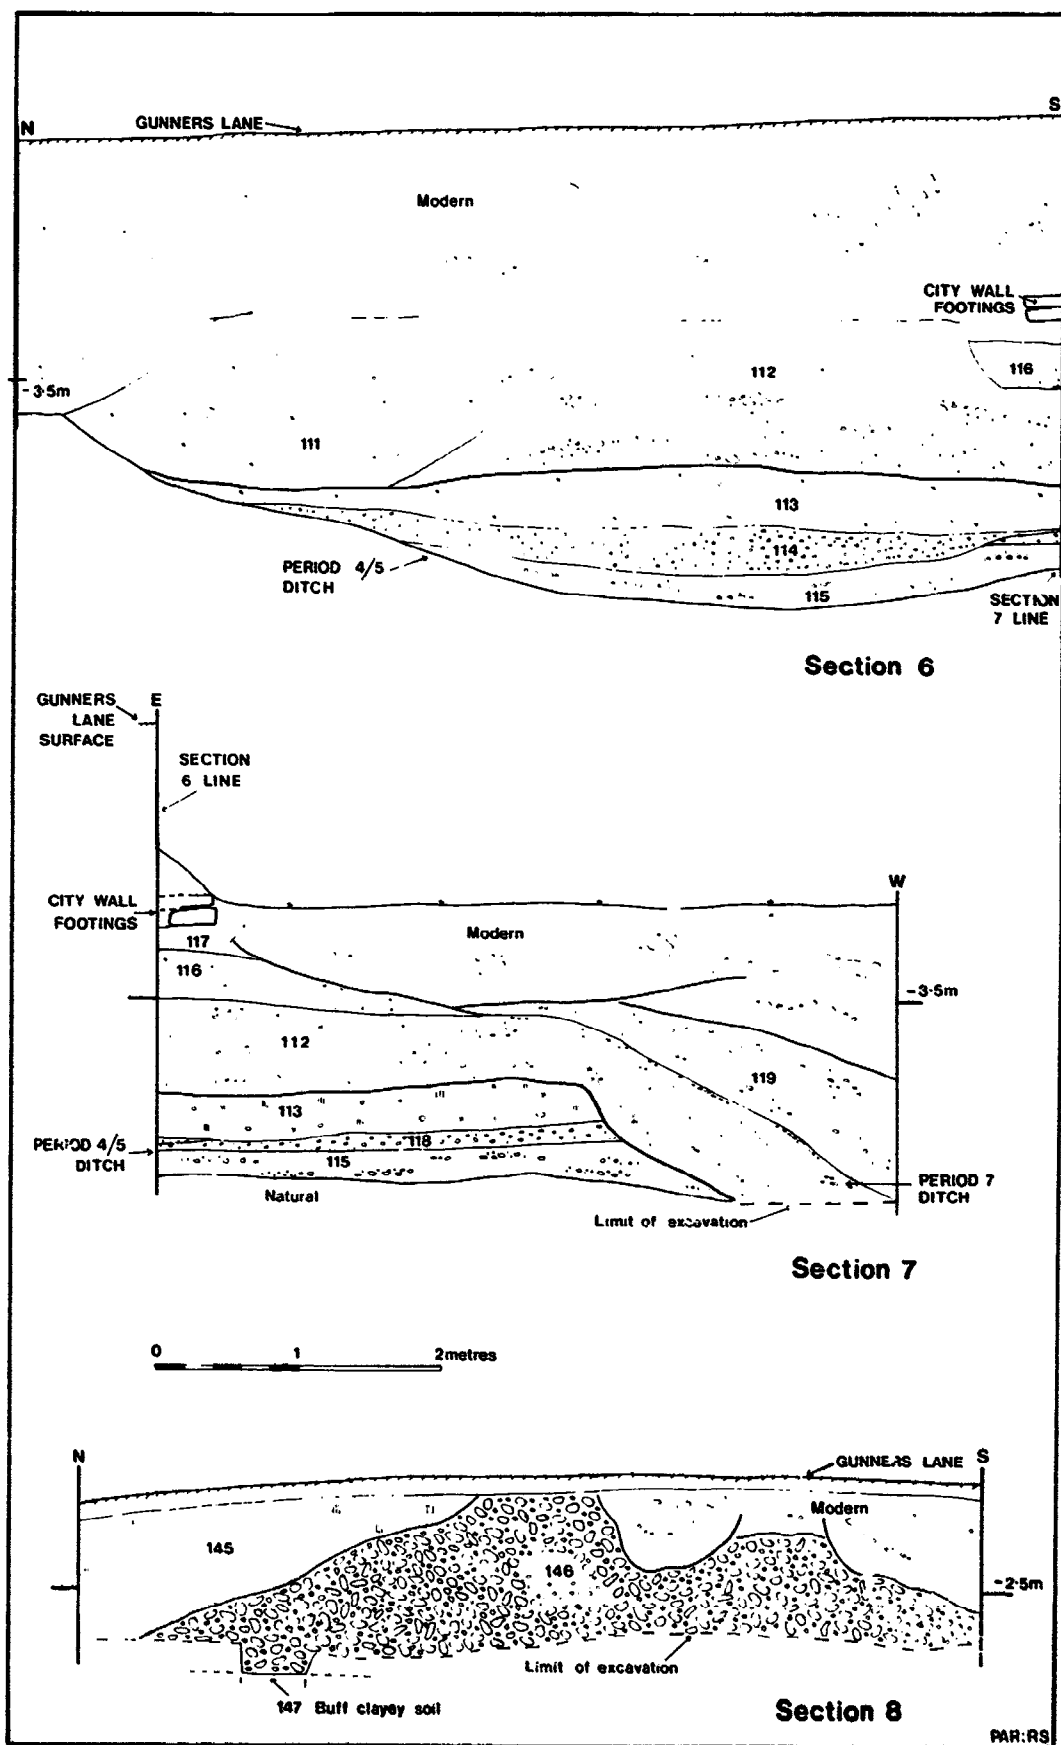 N
GUNNERS LANE
S
Modern
CITY WALL
FOOTINGS
-3·5m
112
116
111
113
114
PERIOD 4/5
DITCH
115
SECTION
7 LINE
Section 6
GUNNERS
LANE
SURFACE
E
SECTION
6 LINE
W
CITY WALL
FOOTINGS
117
Modern
116
-3·5m
112
119
113
118
PERIOD 4/5
DITCH
115
PERIOD 7
DITCH
Natural
Limit of excavation
Section 7
0 1 2metres
N
GUNNERS LANE
S
Modern
145
146
-2·5m
Limit of excavation
147 Buff clayey soil
Section 8
PAR:RS